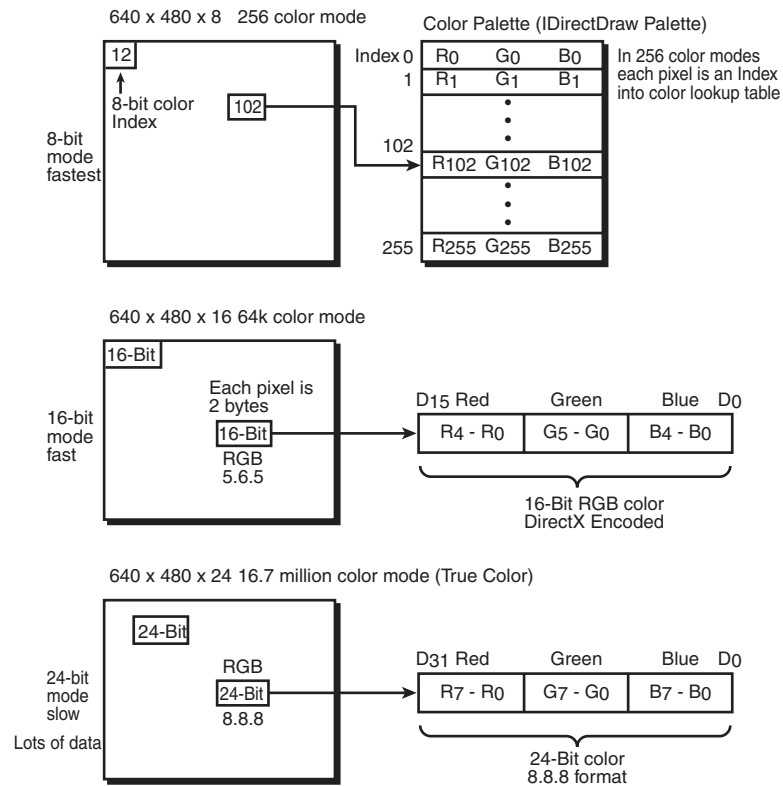 640 x 480 x 8 256 color mode
Color Palette (IDirectDraw Palette)
12
8-bit color
Index
102
8-bit
mode
fastest
Index 0 R0 G0 B0
1 R1 G1 B1
102
R102 G102 B102
255 R255 G255 B255
In 256 color modes
each pixel is an Index
into color lookup table
640 x 480 x 16 64k color mode
16-Bit
Each pixel is
2 bytes
16-Bit
RGB
5.6.5
16-bit
mode
fast
D15 Red Green Blue D0
R4 - R0 G5 - G0 B4 - B0
16-Bit RGB color
DirectX Encoded
640 x 480 x 24 16.7 million color mode (True Color)
24-Bit
RGB
24-Bit
8.8.8
24-bit
mode
slow
Lots of data
D31 Red Green Blue D0
R7 - R0 G7 - G0 B7 - B0
24-Bit color
8.8.8 format